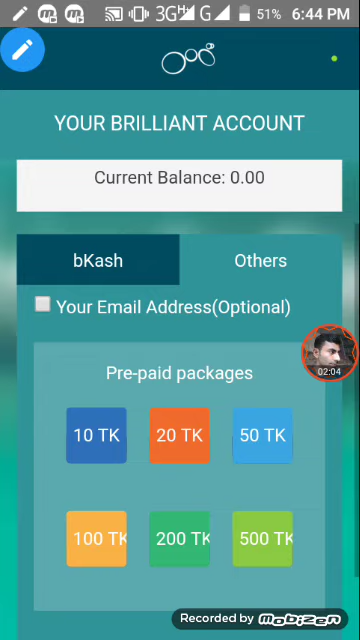 3G H+ G 51% 6:44 PM
YOUR BRILLIANT ACCOUNT
Current Balance: 0.00
bKash Others
Your Email Address(Optional)
02:04
Pre-paid packages
10 TK 20 TK 50 TK
100 TK 200 TK 500 TK
Recorded by MOBIZEN